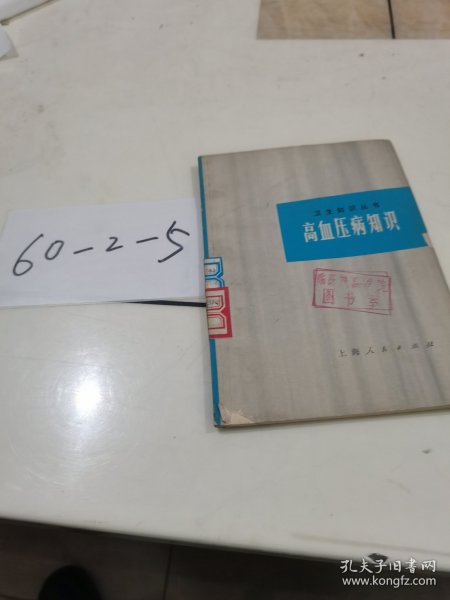 60-2-5
卫生知识丛书
高血压病知识
图书室
上海人民出版社
孔夫子旧书网
www.kongfz.com